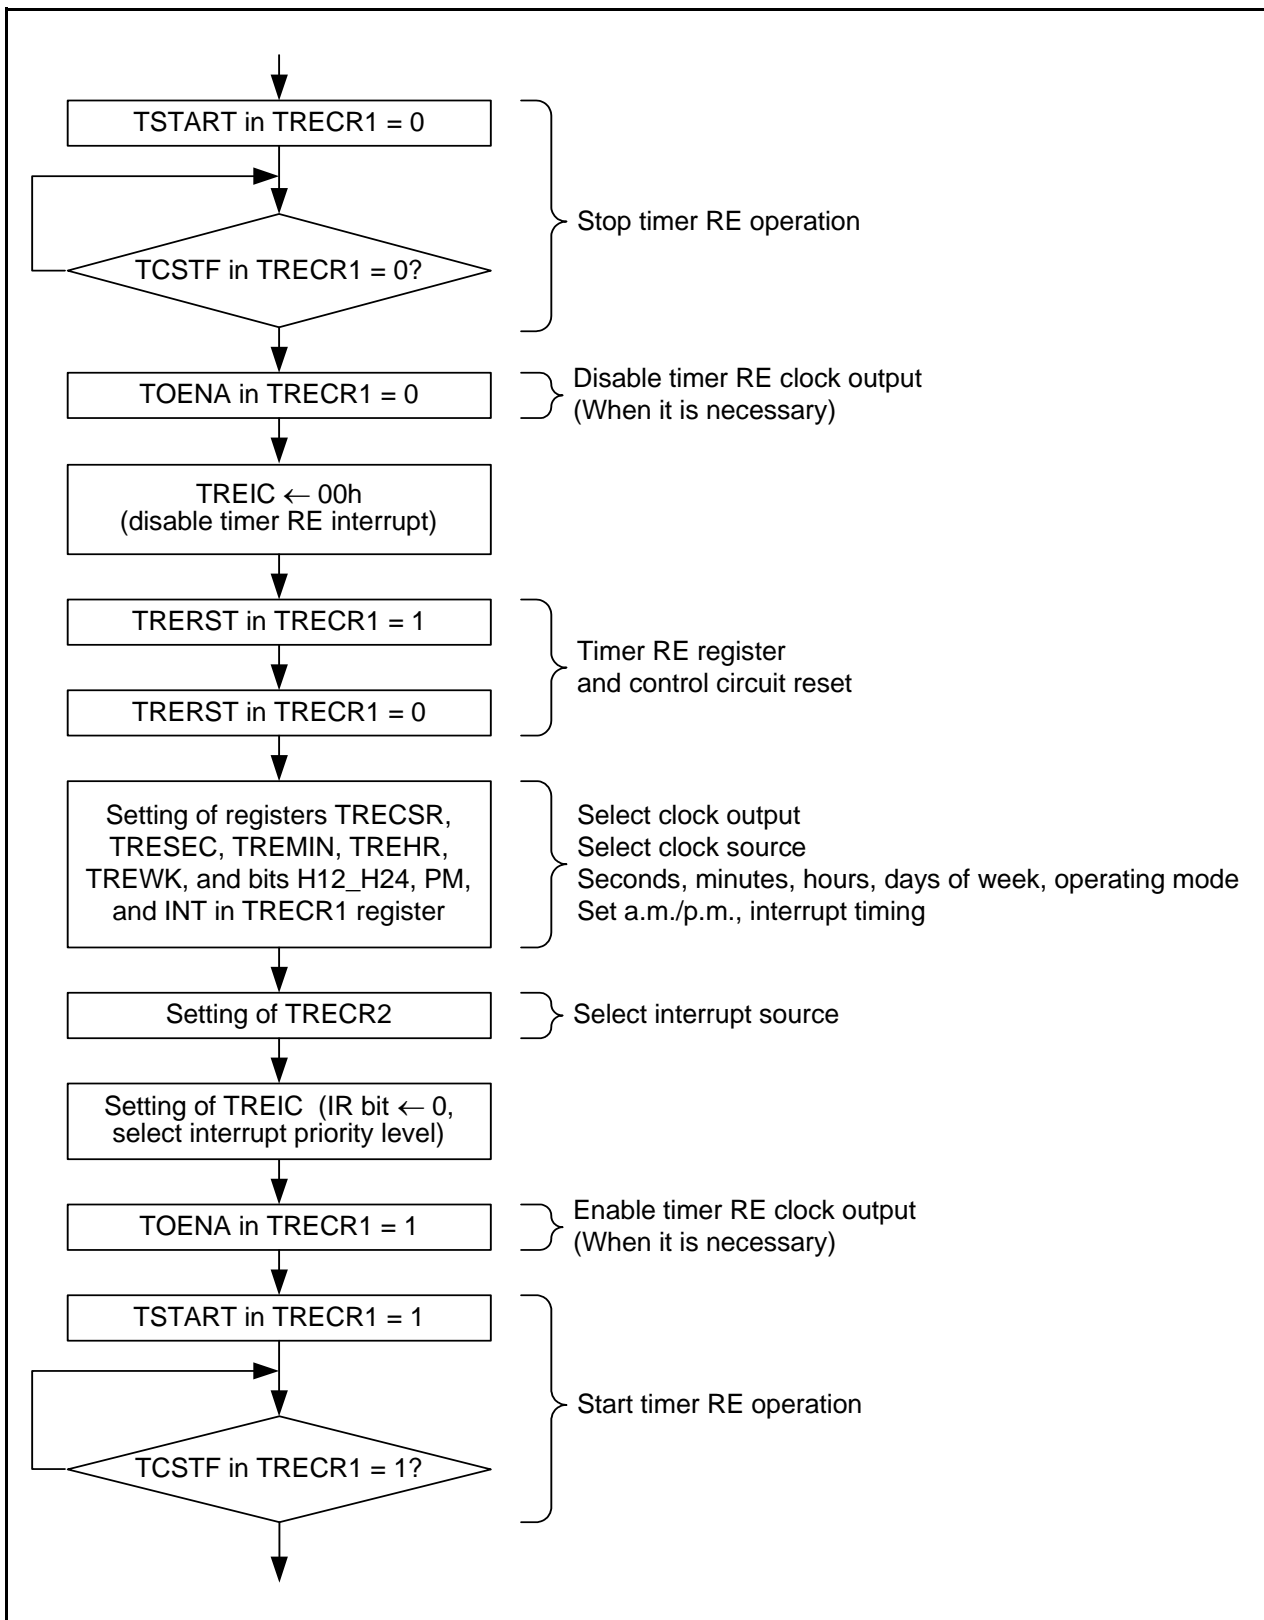 TSTART in TRECR1 = 0
TCSTF in TRECR1 = 0?
Stop timer RE operation
TOENA in TRECR1 = 0
Disable timer RE clock output
(When it is necessary)
TREIC ← 00h
(disable timer RE interrupt)
TRERST in TRECR1 = 1
TRERST in TRECR1 = 0
Timer RE register
and control circuit reset
Setting of registers TRECSR,
TRESEC, TREMIN, TREHR,
TREWK, and bits H12_H24, PM,
and INT in TRECR1 register
Select clock output
Select clock source
Seconds, minutes, hours, days of week, operating mode
Set a.m./p.m., interrupt timing
Setting of TRECR2
Select interrupt source
Setting of TREIC (IR bit ← 0,
select interrupt priority level)
TOENA in TRECR1 = 1
Enable timer RE clock output
(When it is necessary)
TSTART in TRECR1 = 1
TCSTF in TRECR1 = 1?
Start timer RE operation